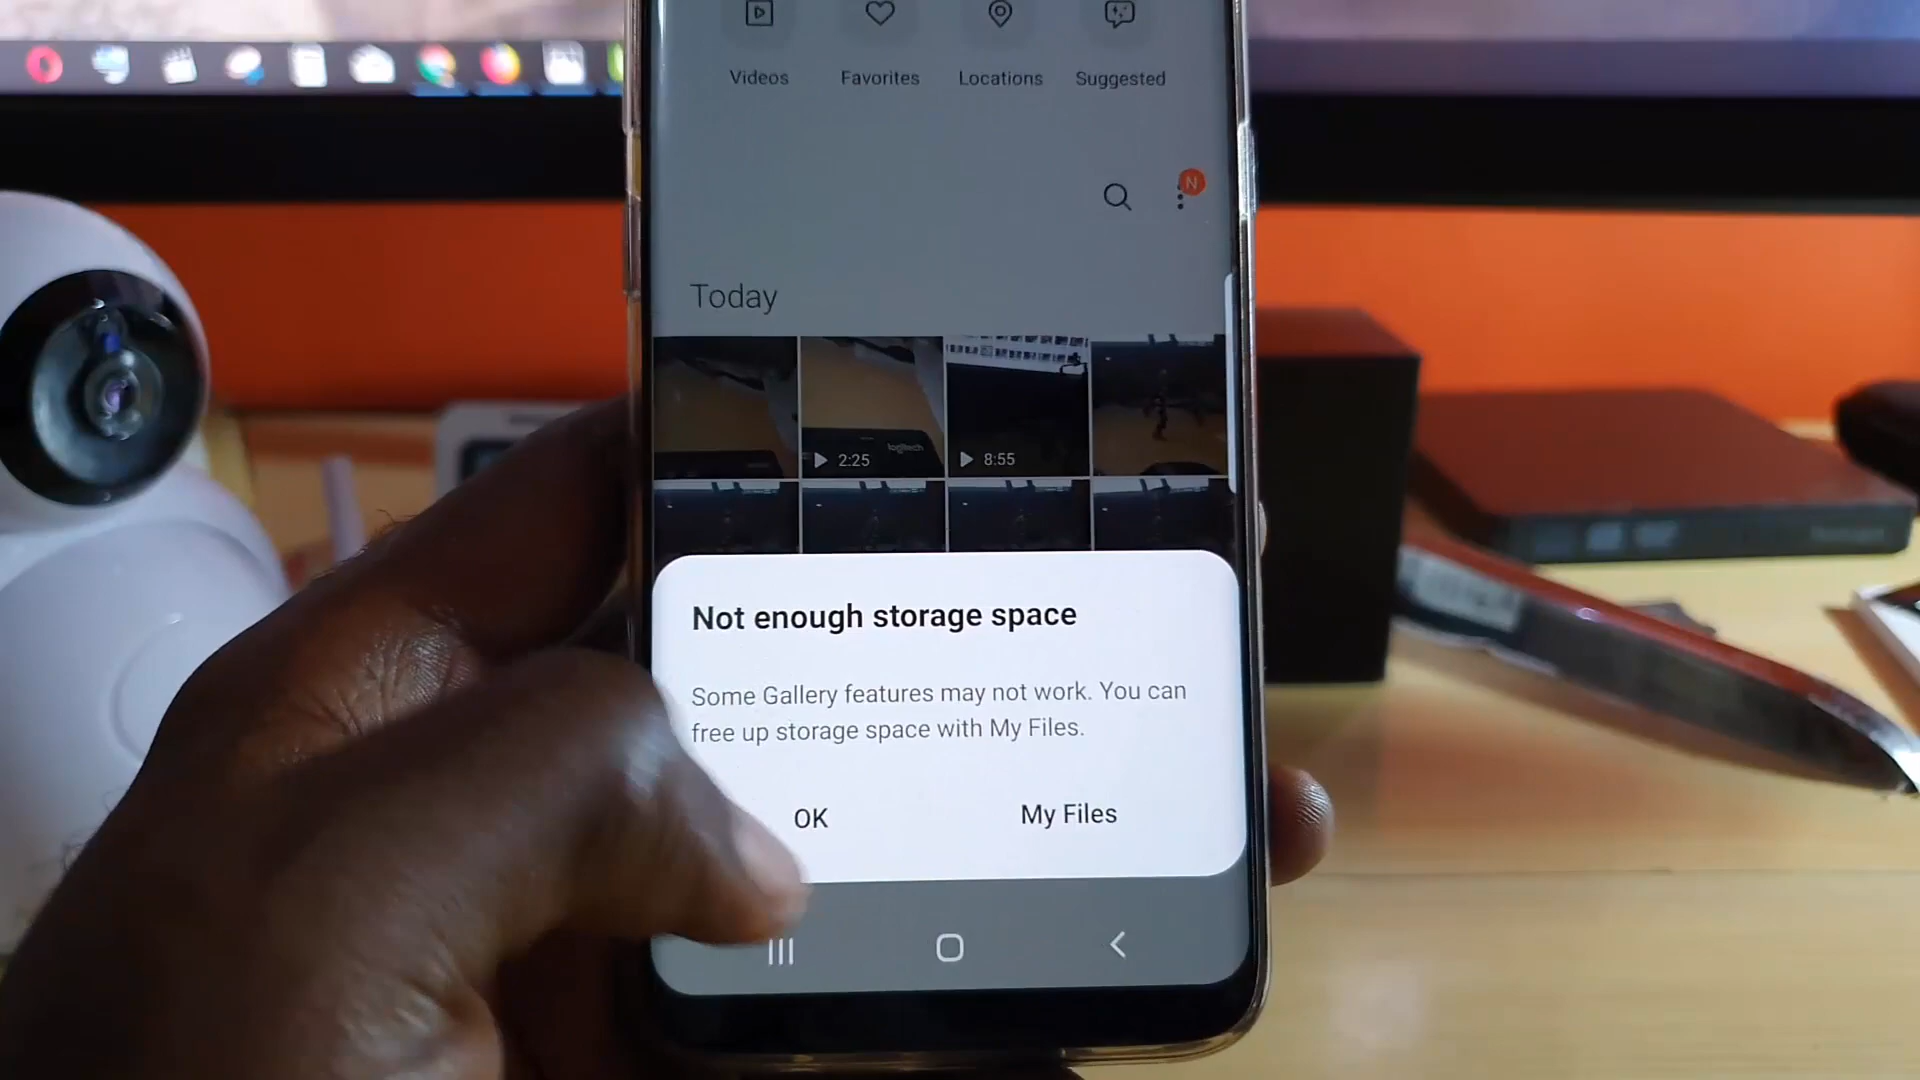 Videos Favorites Locations Suggested
N
Today
logitech
2:25 8:55
Not enough storage space
Some Gallery features may not work. You can
free up storage space with My Files.
OK My Files